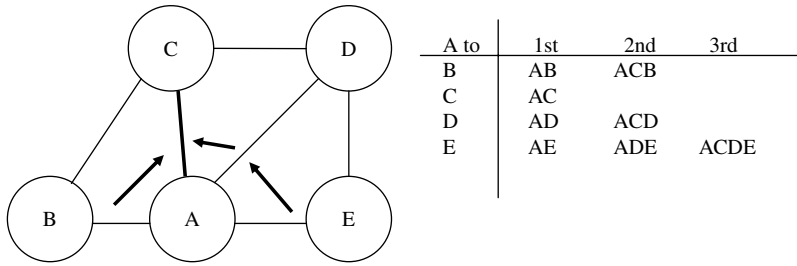 C
D
B
A
E
A to 1st 2nd 3rd
B AB ACB
C AC
D AD ACD
E AE ADE ACDE